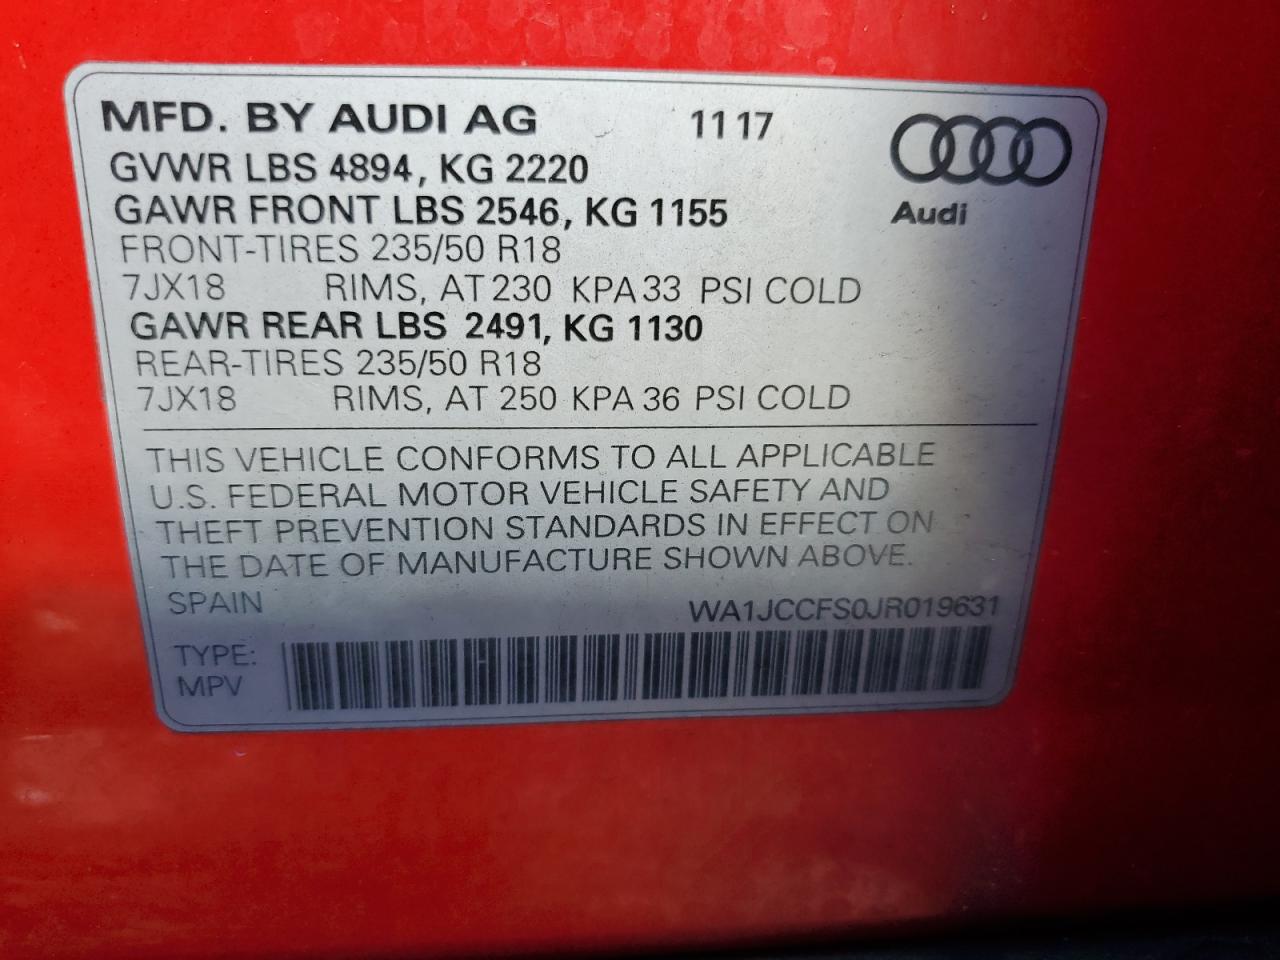 MFD. BY AUDI AG 11 17
GVWR LBS 4894, KG 2220
GAWR FRONT LBS 2546, KG 1155
Audi
FRONT-TIRES 235/50 R18
7JX18 RIMS, AT 230 KPA 33 PSI COLD
GAWR REAR LBS 2491, KG 1130
REAR-TIRES 235/50 R18
7JX18 RIMS, AT 250 KPA 36 PSI COLD
THIS VEHICLE CONFORMS TO ALL APPLICABLE
U.S. FEDERAL MOTOR VEHICLE SAFETY AND
THEFT PREVENTION STANDARDS IN EFFECT ON
THE DATE OF MANUFACTURE SHOWN ABOVE.
SPAIN WA1JCCFS0JR019631
TYPE:
MPV